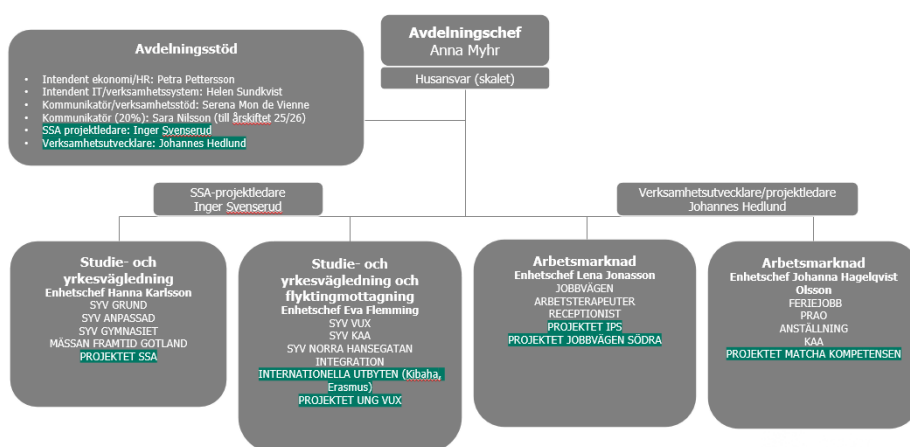 Avdelningschef
Anna Myhr
Husansvar (skalet)
Avdelningsstöd
• Intendent ekonomi/HR: Petra Pettersson
• Intendent IT/verksamhetssystem: Helen Sundkvist
• Kommunikatör/verksamhetsstöd: Serena Mon de Vienne
• Kommunikatör (20%): Sara Nilsson (till årskiftet 25/26)
• SSA projektledare: Inger Svenserud
• Verksamhetsutvecklare: Johannes Hedlund
SSA-projektledare
Inger Svenserud
Verksamhetsutvecklare/projektledare
Johannes Hedlund
Studie- och
yrkesvägledning
Enhetschef Hanna Karlsson
SYV GRUND
SYV ANPASSAD
SYV GYMNASIET
MÄSSAN FRAMTID GOTLAND
PROJEKTET SSA
Studie- och
yrkesvägledning och
flyktingmottagning
Enhetschef Eva Flemming
SYV VUX
SYV KAA
SYV NORRA HANSEGATAN
INTEGRATION
INTERNATIONELLA UTBYTEN (Kibaha,
Erasmus)
PROJEKTET UNG VUX
Arbetsmarknad
Enhetschef Lena Jonasson
JOBBVÄGEN
ARBETSTERAPEUTER
RECEPTIONIST
PROJEKTET IPS
PROJEKTET JOBBVÄGEN SÖDRA
Arbetsmarknad
Enhetschef Johanna Hagelqvist
Olsson
FERIEJOBB
PRAO
ANSTÄLLNING
KAA
PROJEKTET MATCHA KOMPETENSEN